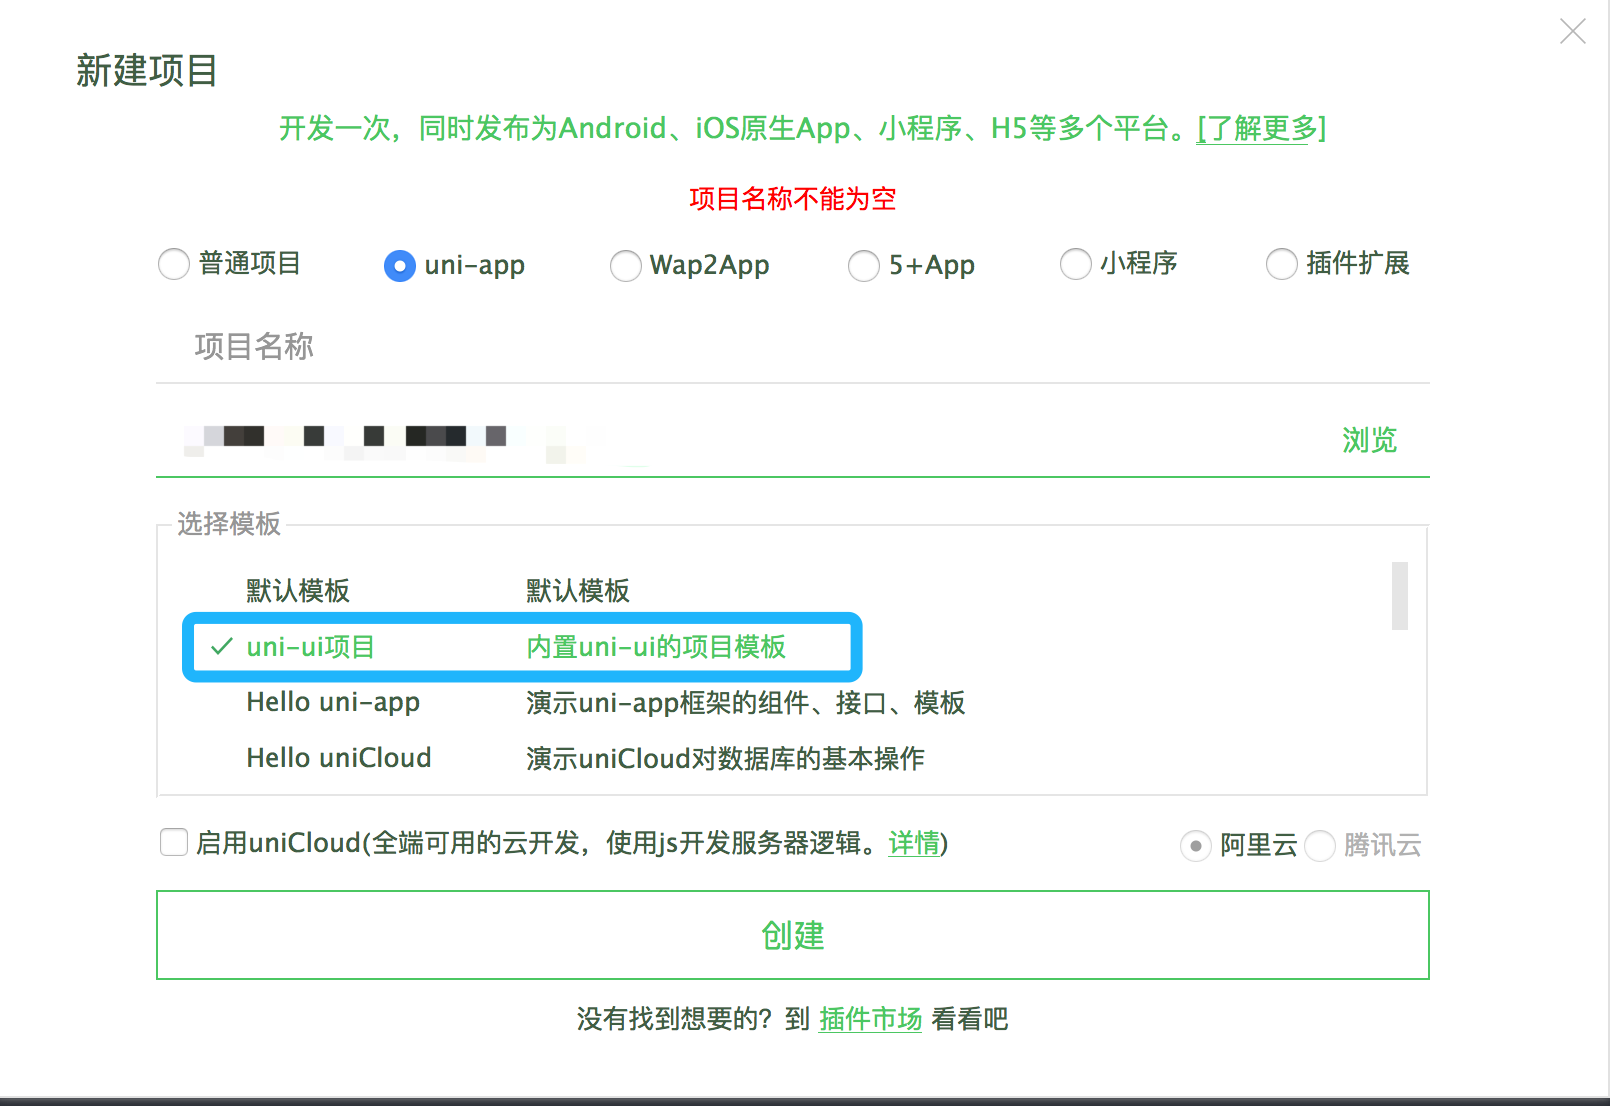 新建项目
开发一次，同时发布为Android、iOS原生App、小程序、H5等多个平台。[了解更多]
项目名称不能为空
普通项目 uni-app Wap2App 5+App 小程序 插件扩展
项目名称
浏览
选择模板
默认模板 默认模板
uni-ui项目 内置uni-ui的项目模板
Hello uni-app 演示uni-app框架的组件、接口、模板
Hello uniCloud 演示uniCloud对数据库的基本操作
启用uniCloud(全端可用的云开发，使用js开发服务器逻辑。详情) 阿里云 腾讯云
创建
没有找到想要的？到 插件市场 看看吧